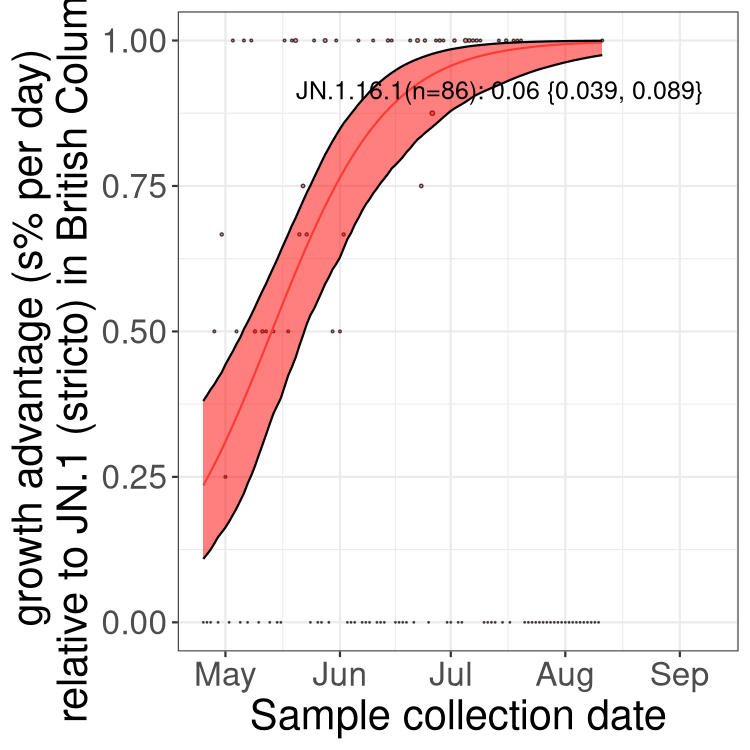 growth advantage (s% per day)
relative to JN.1 (stricto) in British Colum
1.00
0.75
0.50
0.25
0.00
JN.1.16.1(n=86): 0.06 {0.039, 0.089}
May Jun Jul Aug Sep
Sample collection date